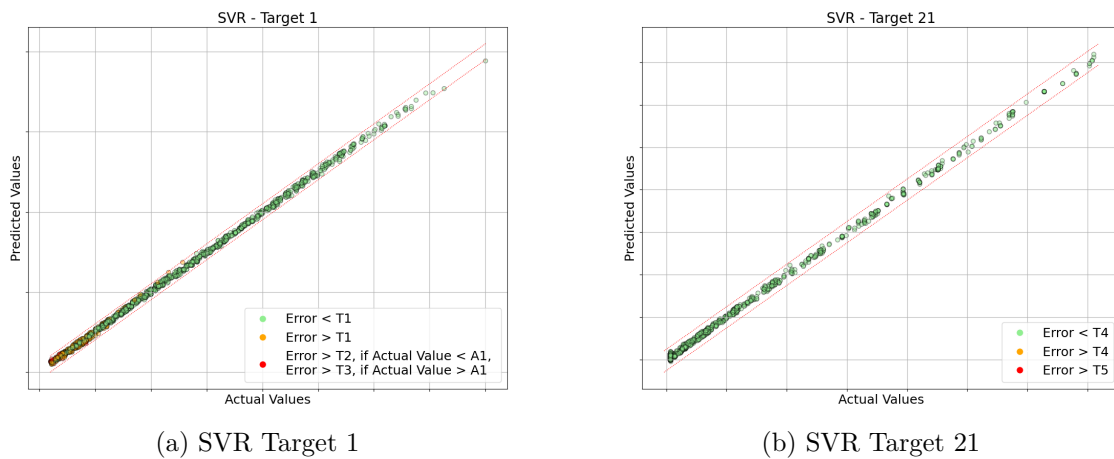 SVR - Target 1
Predicted Values
Error < T1
Error > T1
Error > T2, if Actual Value < A1,
Error > T3, if Actual Value > A1
Actual Values
(a) SVR Target 1
SVR - Target 21
Predicted Values
Error < T4
Error > T4
Error > T5
Actual Values
(b) SVR Target 21